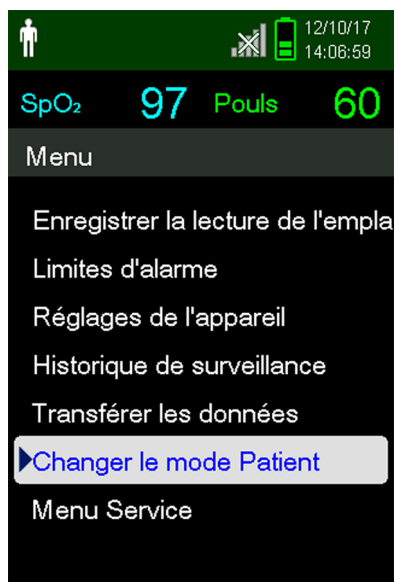 12/10/17
14:06:59
SpO₂ 97 Pouls 60
Menu
Enregistrer la lecture de l'empla
Limites d'alarme
Réglages de l'appareil
Historique de surveillance
Transférer les données
Changer le mode Patient
Menu Service